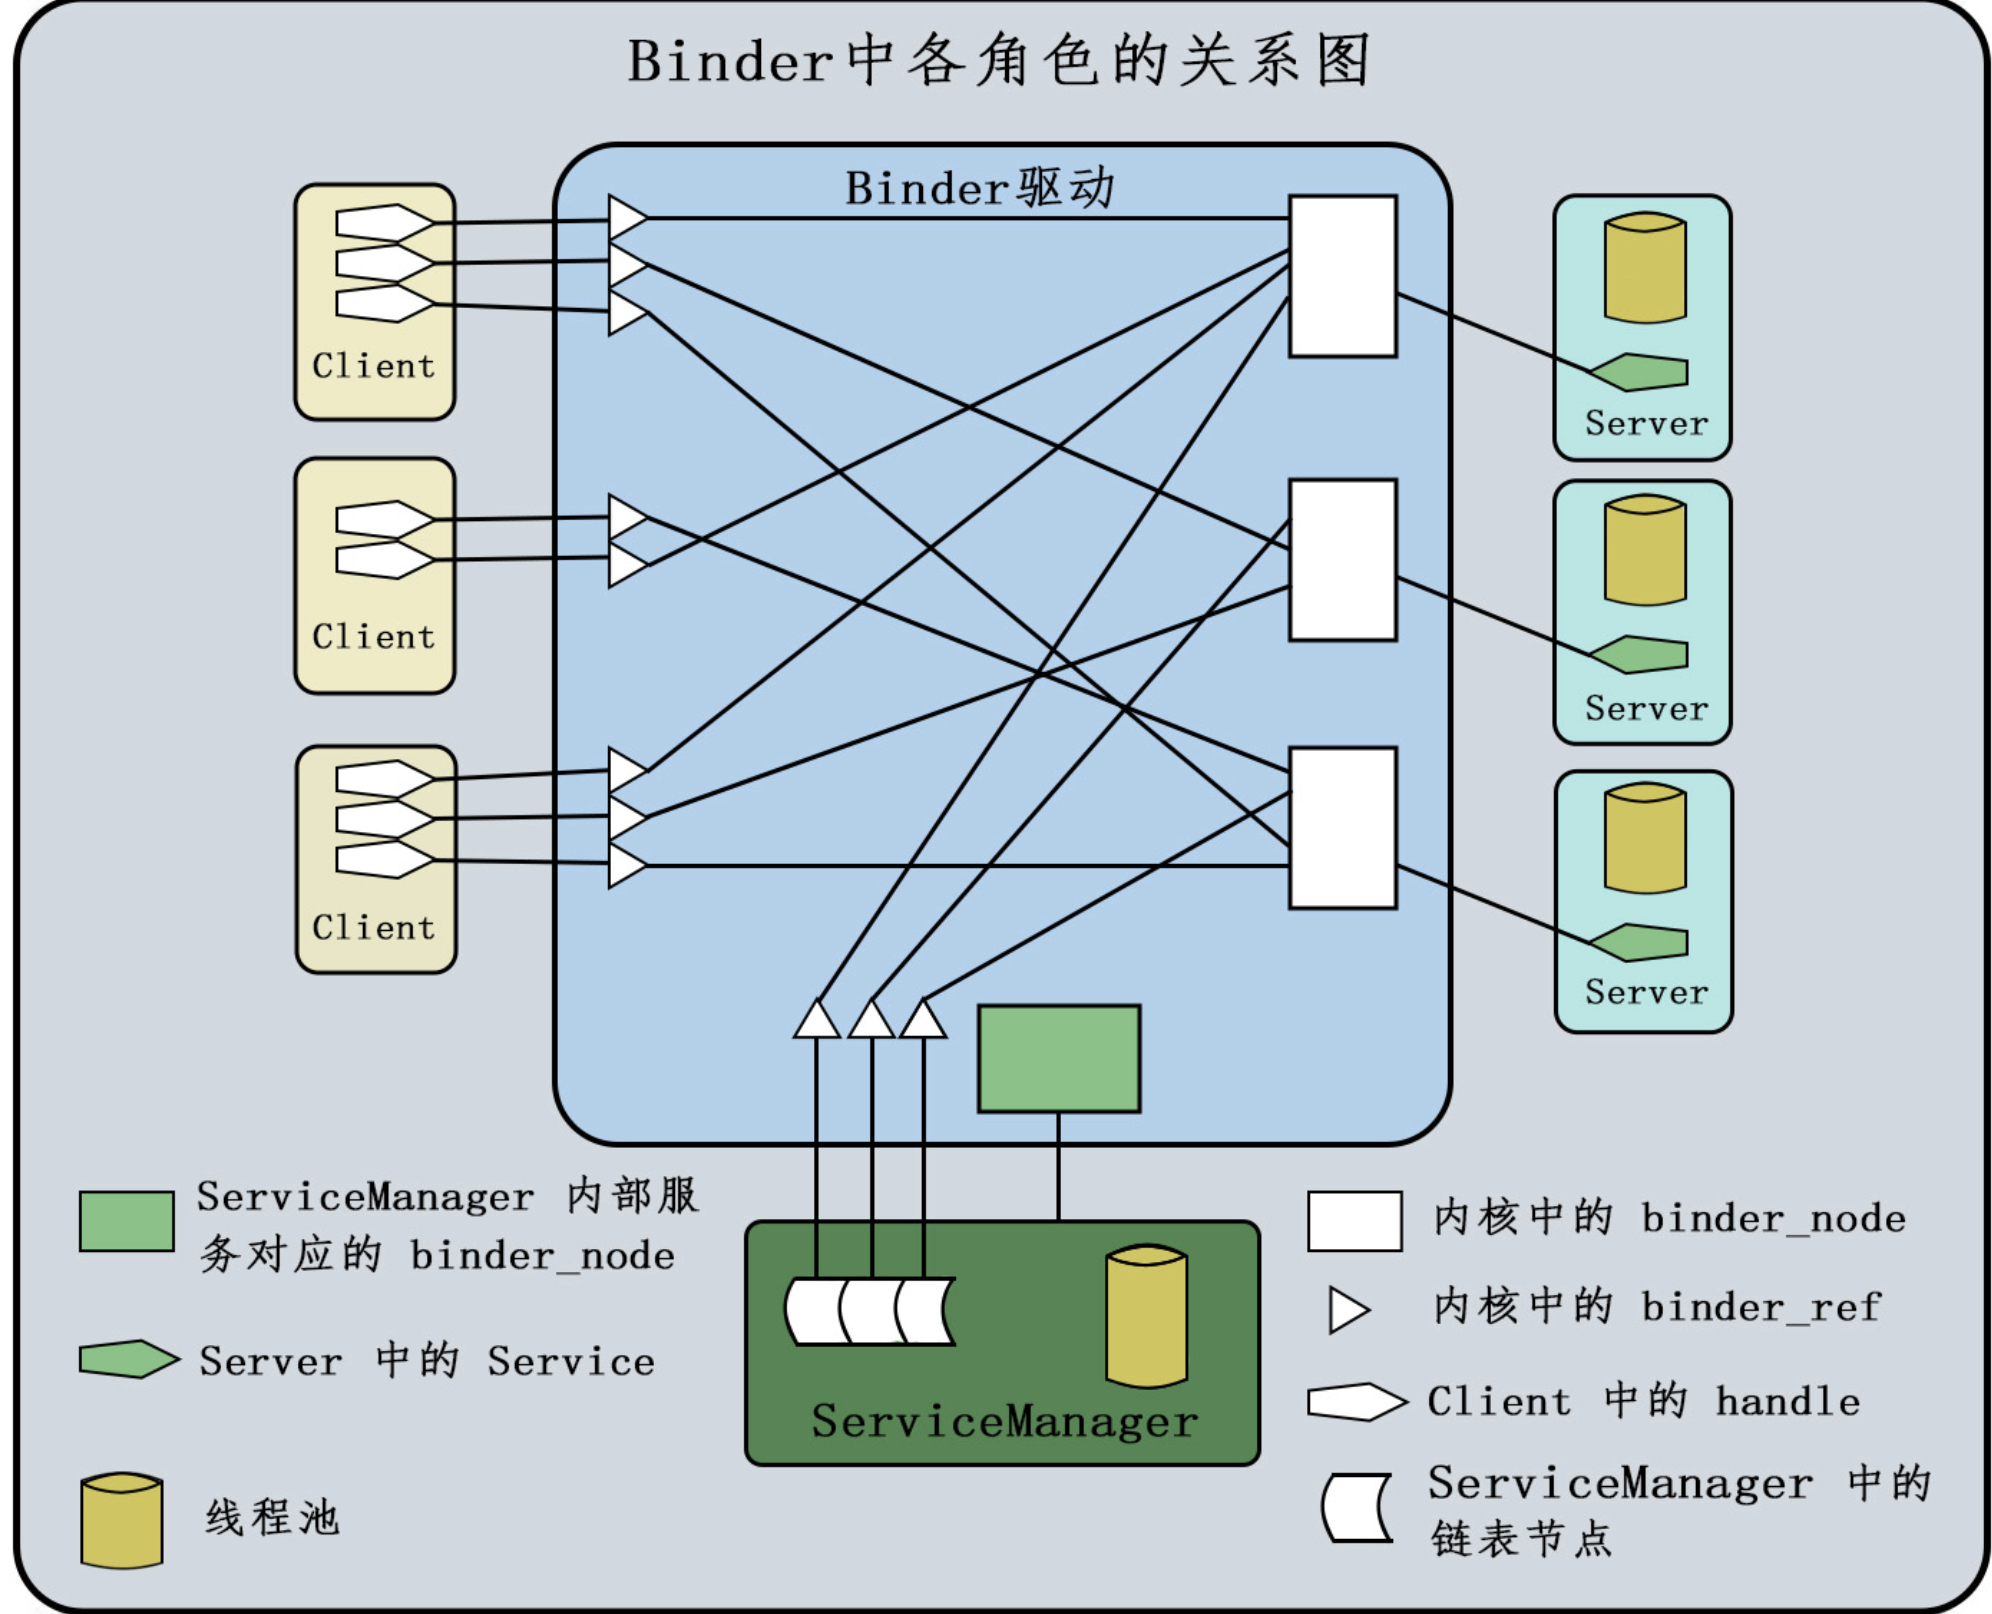 Binder中各角色的关系图
Binder驱动
Client
Client
Client
Server
Server
Server
ServiceManager
ServiceManager 内部服
务对应的 binder_node
Server 中的 Service
线程池
内核中的 binder_node
内核中的 binder_ref
Client 中的 handle
ServiceManager 中的
链表节点